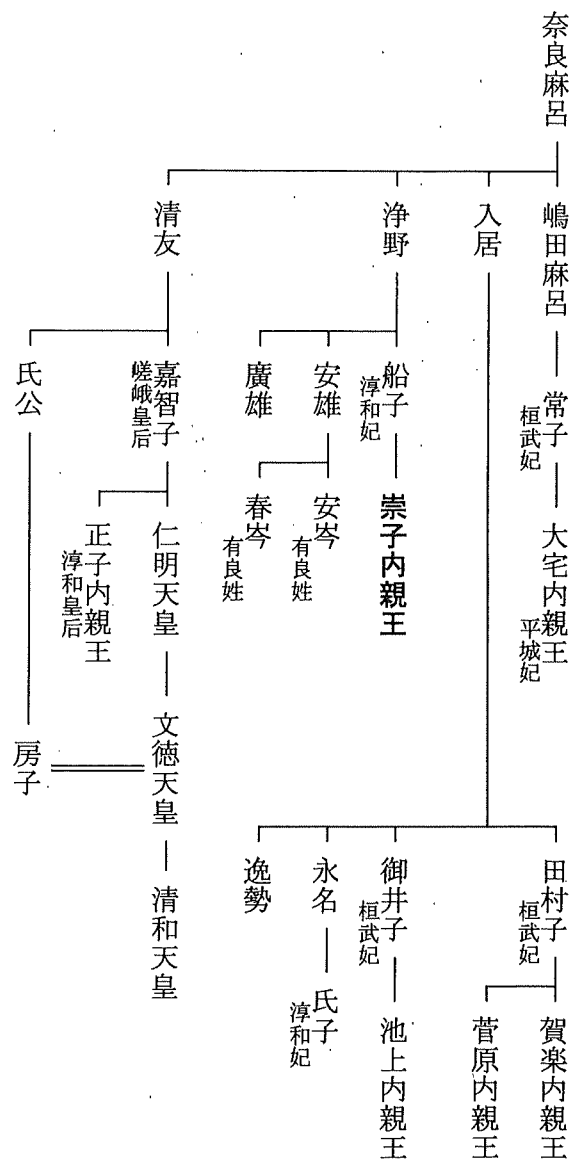 奈良麻呂
嶋田麻呂
常子
桓武妃
大宅内親王
平城妃
入居
田村子
桓武妃
賀楽内親王
菅原内親王
御井子
桓武妃
池上内親王
永名
氏子
淳和妃
逸勢
浄野
船子
淳和妃
崇子内親王
安雄
安岑
有良姓
春岑
有良姓
廣雄
清友
嘉智子
嵯峨皇后
仁明天皇
文徳天皇
清和天皇
正子内親王
淳和皇后
氏公
房子